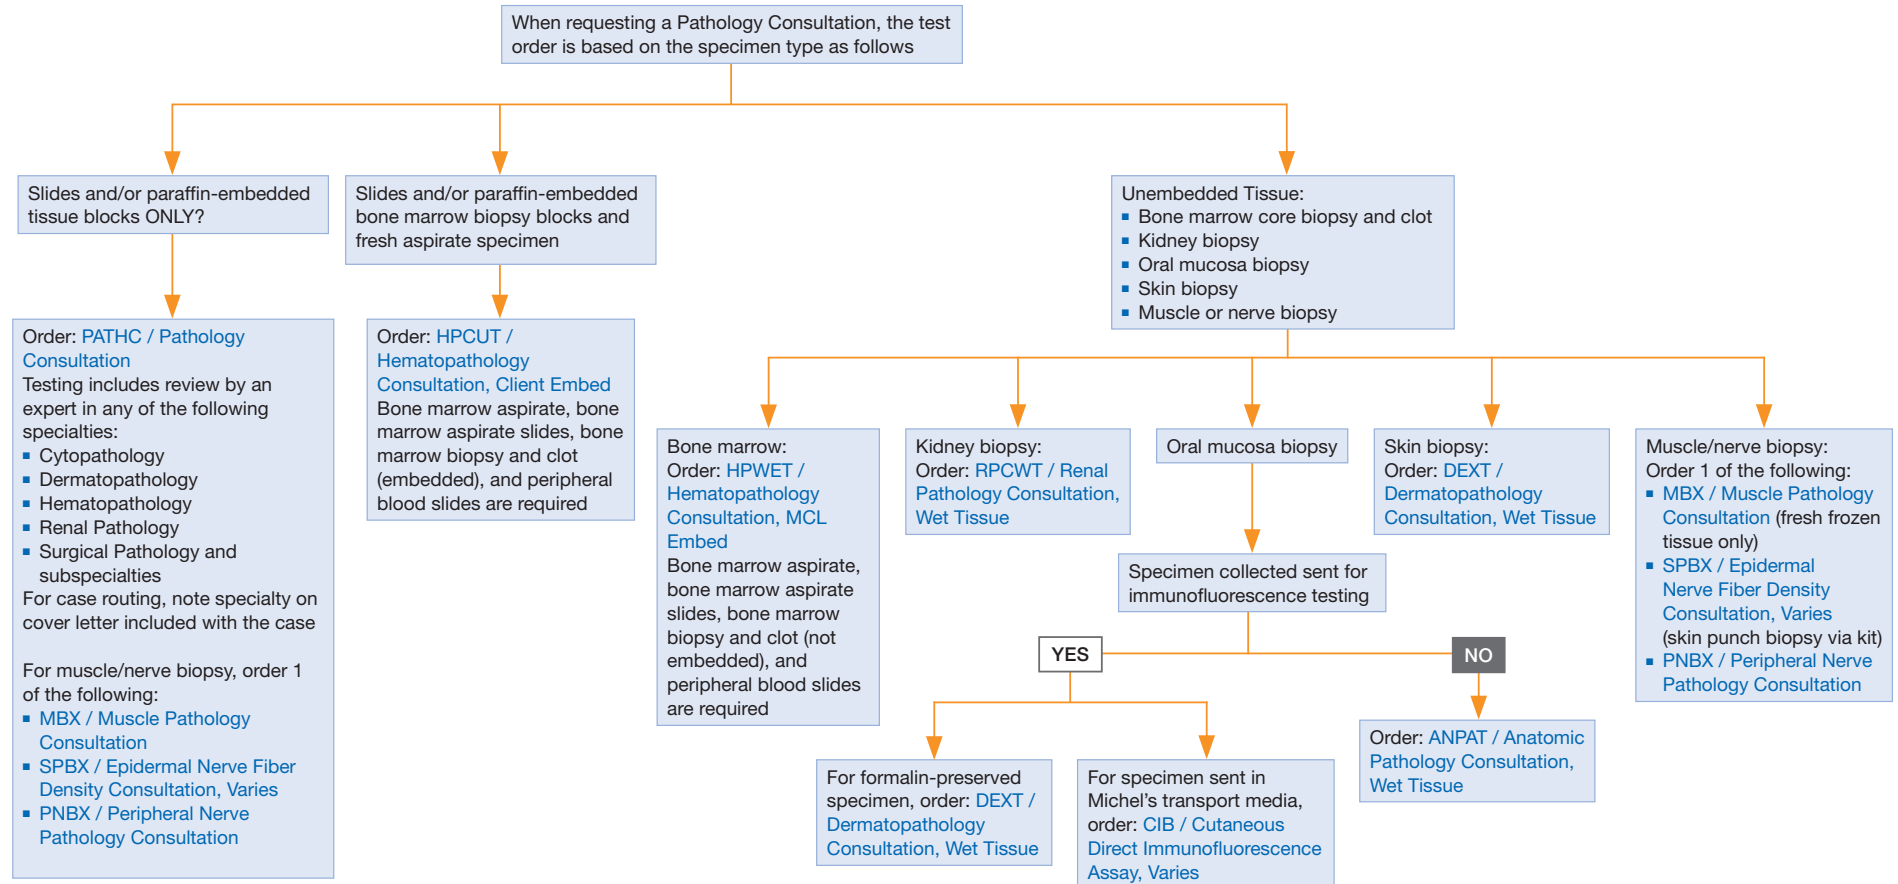 When requesting a Pathology Consultation, the test
order is based on the specimen type as follows
Slides and/or paraffin-embedded
tissue blocks ONLY?
Slides and/or paraffin-embedded
bone marrow biopsy blocks and
fresh aspirate specimen
Unembedded Tissue:
▪ Bone marrow core biopsy and clot
▪ Kidney biopsy
▪ Oral mucosa biopsy
▪ Skin biopsy
▪ Muscle or nerve biopsy
Order: PATHC / Pathology
Consultation
Testing includes review by an
expert in any of the following
specialties:
▪ Cytopathology
▪ Dermatopathology
▪ Hematopathology
▪ Renal Pathology
▪ Surgical Pathology and
subspecialties
For case routing, note specialty on
cover letter included with the case
For muscle/nerve biopsy, order 1
of the following:
▪ MBX / Muscle Pathology
Consultation
▪ SPBX / Epidermal Nerve Fiber
Density Consultation, Varies
▪ PNBX / Peripheral Nerve
Pathology Consultation
Order: HPCUT /
Hematopathology
Consultation, Client Embed
Bone marrow aspirate, bone
marrow aspirate slides, bone
marrow biopsy and clot
(embedded), and peripheral
blood slides are required
Bone marrow:
Order: HPWET /
Hematopathology
Consultation, MCL
Embed
Bone marrow aspirate,
bone marrow aspirate
slides, bone marrow
biopsy and clot (not
embedded), and
peripheral blood slides
are required
Kidney biopsy:
Order: RPCWT / Renal
Pathology Consultation,
Wet Tissue
Oral mucosa biopsy
Skin biopsy:
Order: DEXT /
Dermatopathology
Consultation, Wet Tissue
Muscle/nerve biopsy:
Order 1 of the following:
▪ MBX / Muscle Pathology
Consultation (fresh frozen
tissue only)
▪ SPBX / Epidermal
Nerve Fiber Density
Consultation, Varies
(skin punch biopsy via kit)
▪ PNBX / Peripheral Nerve
Pathology Consultation
Specimen collected sent for
immunofluorescence testing
YES
NO
For formalin-preserved
specimen, order: DEXT /
Dermatopathology
Consultation, Wet Tissue
For specimen sent in
Michel's transport media,
order: CIB / Cutaneous
Direct Immunofluorescence
Assay, Varies
Order: ANPAT / Anatomic
Pathology Consultation,
Wet Tissue